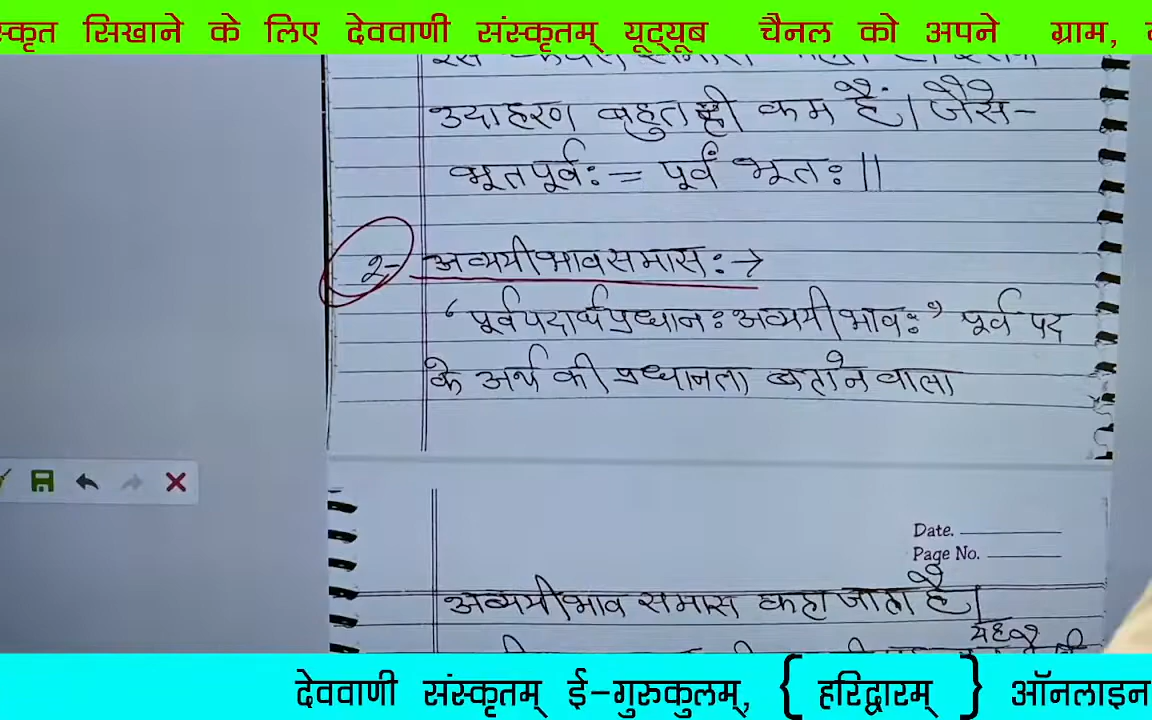 स्कृत सिखाने के लिए देववाणी संस्कृतम् यूट्यूब चैनल को अपने ग्राम,
उदाहरण बहुत ही कम हैं। जैसे-
भूतपूर्वः = पूर्वं भूतः ||
२- अव्ययीभावसमासः →
“पूर्वपदार्थप्रधानः अव्ययीभावः” पूर्व पद
के अर्थ की प्रधानता बताने वाला
Date.
Page No.
अव्ययीभाव समास कहा जाता है।
देववाणी संस्कृतम् ई-गुरुकुलम्, { हरिद्वारम् } ऑनलाइन